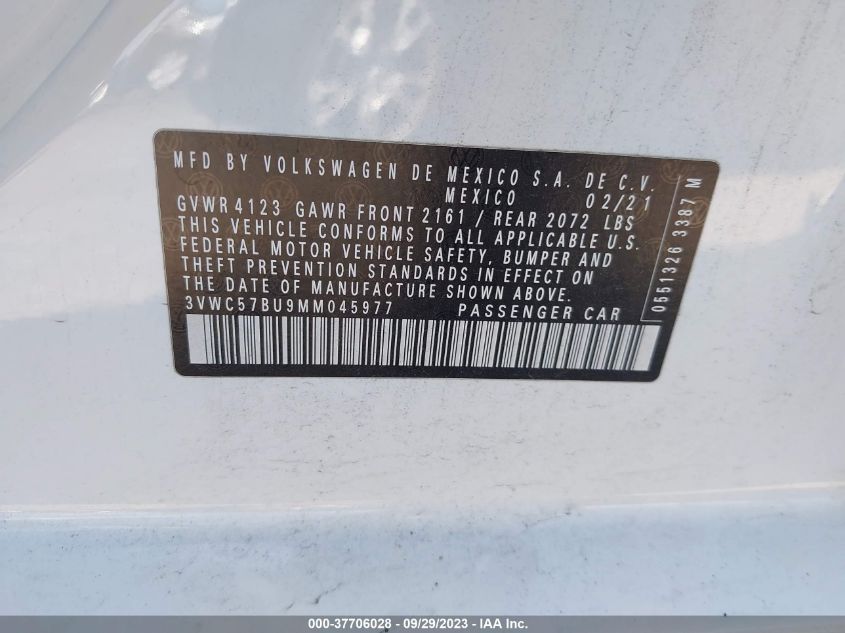 MFD BY VOLKSWAGEN DE MEXICO S.A. DE C.V.
MEXICO 02/21
GVWR 4123 GAWR FRONT 2161 / REAR 2072 LBS
THIS VEHICLE CONFORMS TO ALL APPLICABLE U.S.
FEDERAL MOTOR VEHICLE SAFETY, BUMPER AND
THEFT PREVENTION STANDARDS IN EFFECT ON
THE DATE OF MANUFACTURE SHOWN ABOVE.
3VWC57BU9MM045977 PASSENGER CAR
0551326 3387 M
000-37706028 - 09/29/2023 - IAA Inc.